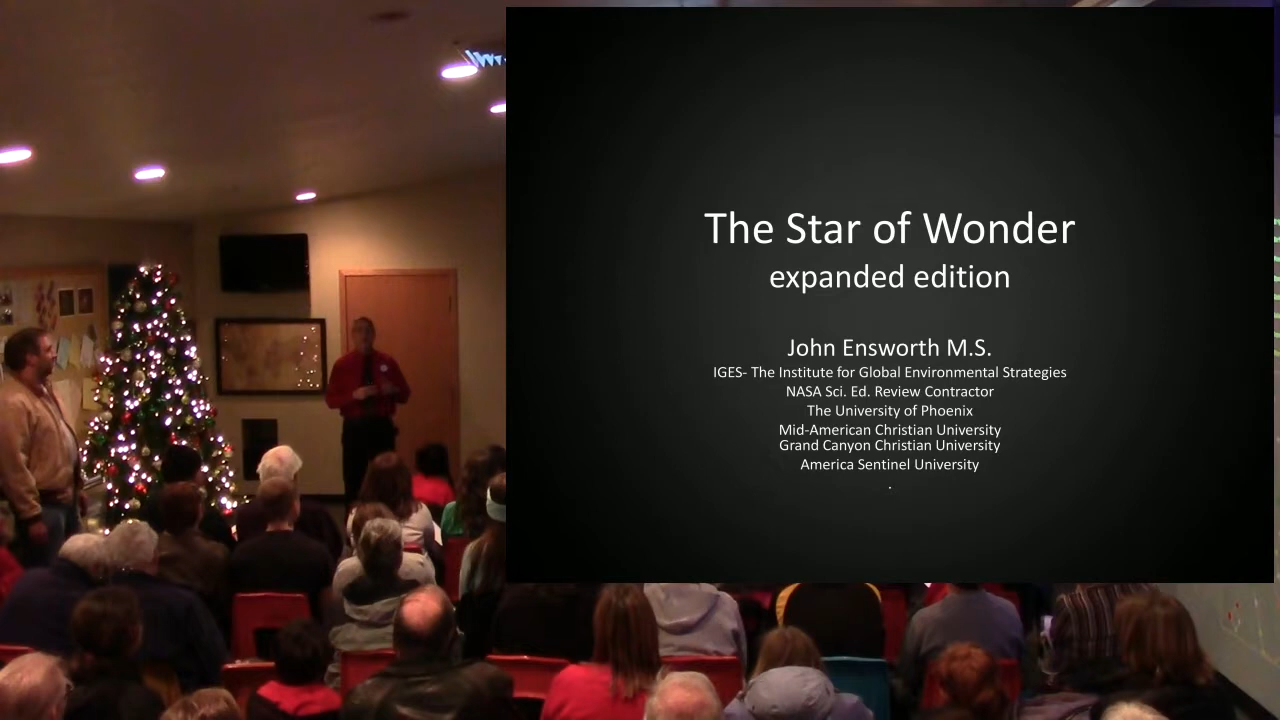 The Star of Wonder
expanded edition
John Ensworth M.S.
IGES- The Institute for Global Environmental Strategies
NASA Sci. Ed. Review Contractor
The University of Phoenix
Mid-American Christian University
Grand Canyon Christian University
America Sentinel University
.